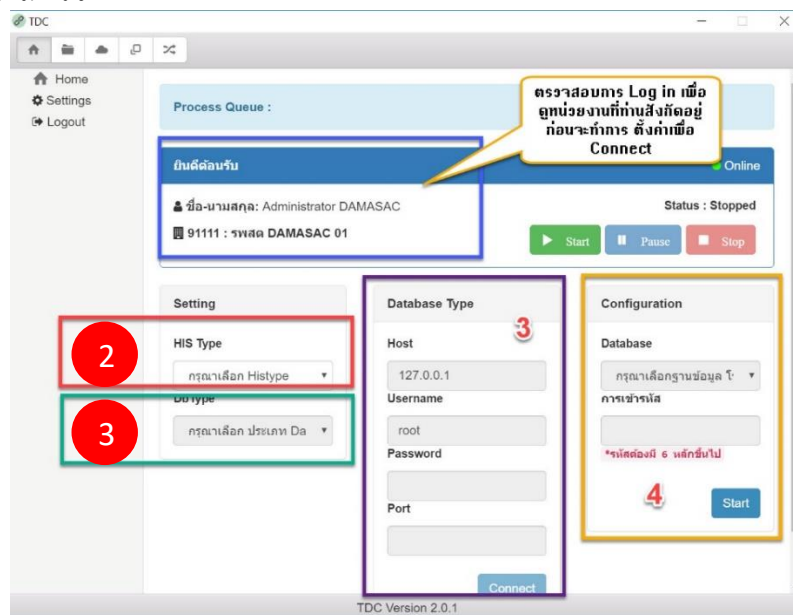 TDC
Home
Settings
Logout
Process Queue :
ตรวจสอบการ Log in เพื่อ
ดูหน่วยงานที่ท่านสังกัดอยู่
ก่อนจะทำการ ตั้งค่าเพื่อ
Connect
ยินดีต้อนรับ
Online
ชื่อ-นามสกุล: Administrator DAMASAC
Status : Stopped
91111 : รพสต DAMASAC 01
Start
Pause
Stop
Setting
HIS Type
2
กรุณาเลือก Histype
DbType
3
กรุณาเลือก ประเภท Da
Database Type
3
Host
127.0.0.1
Username
root
Password
Port
Connect
Configuration
Database
กรุณาเลือกฐานข้อมูล โ
การเข้ารหัส
*รหัสต้องมี 6 หลักขึ้นไป
4
Start
TDC Version 2.0.1